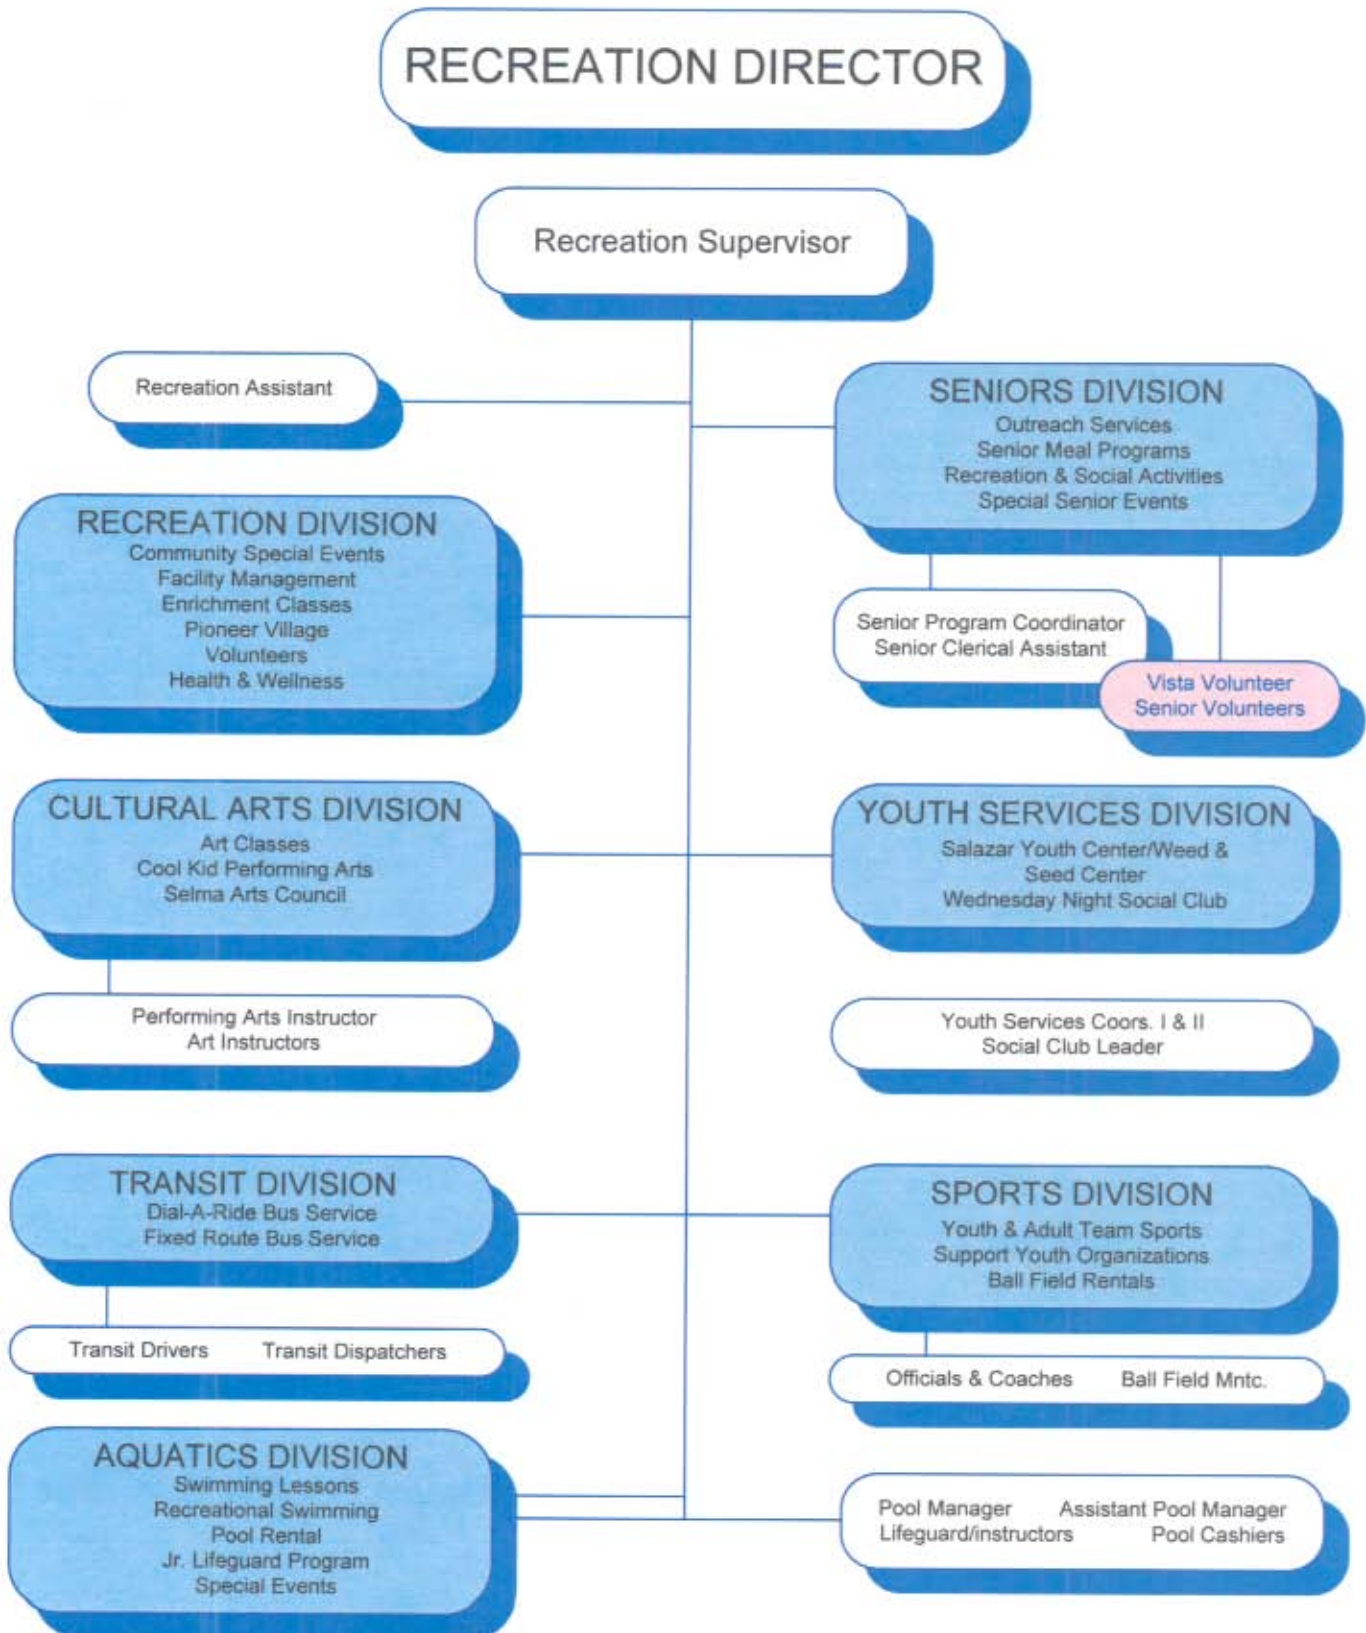 RECREATION DIRECTOR
Recreation Supervisor
Recreation Assistant
SENIORS DIVISION
Outreach Services
Senior Meal Programs
Recreation & Social Activities
Special Senior Events
RECREATION DIVISION
Community Special Events
Facility Management
Enrichment Classes
Pioneer Village
Volunteers
Health & Wellness
Senior Program Coordinator
Senior Clerical Assistant
Vista Volunteer
Senior Volunteers
CULTURAL ARTS DIVISION
Art Classes
Cool Kid Performing Arts
Selma Arts Council
YOUTH SERVICES DIVISION
Salazar Youth Center/Weed &
Seed Center
Wednesday Night Social Club
Performing Arts Instructor
Art Instructors
Youth Services Coors. I & II
Social Club Leader
TRANSIT DIVISION
Dial-A-Ride Bus Service
Fixed Route Bus Service
SPORTS DIVISION
Youth & Adult Team Sports
Support Youth Organizations
Ball Field Rentals
Transit Drivers Transit Dispatchers
Officials & Coaches Ball Field Mntc.
AQUATICS DIVISION
Swimming Lessons
Recreational Swimming
Pool Rental
Jr. Lifeguard Program
Special Events
Pool Manager Assistant Pool Manager
Lifeguard/instructors Pool Cashiers